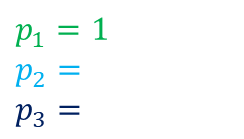 p₁ = 1
p₂ =
p₃ =